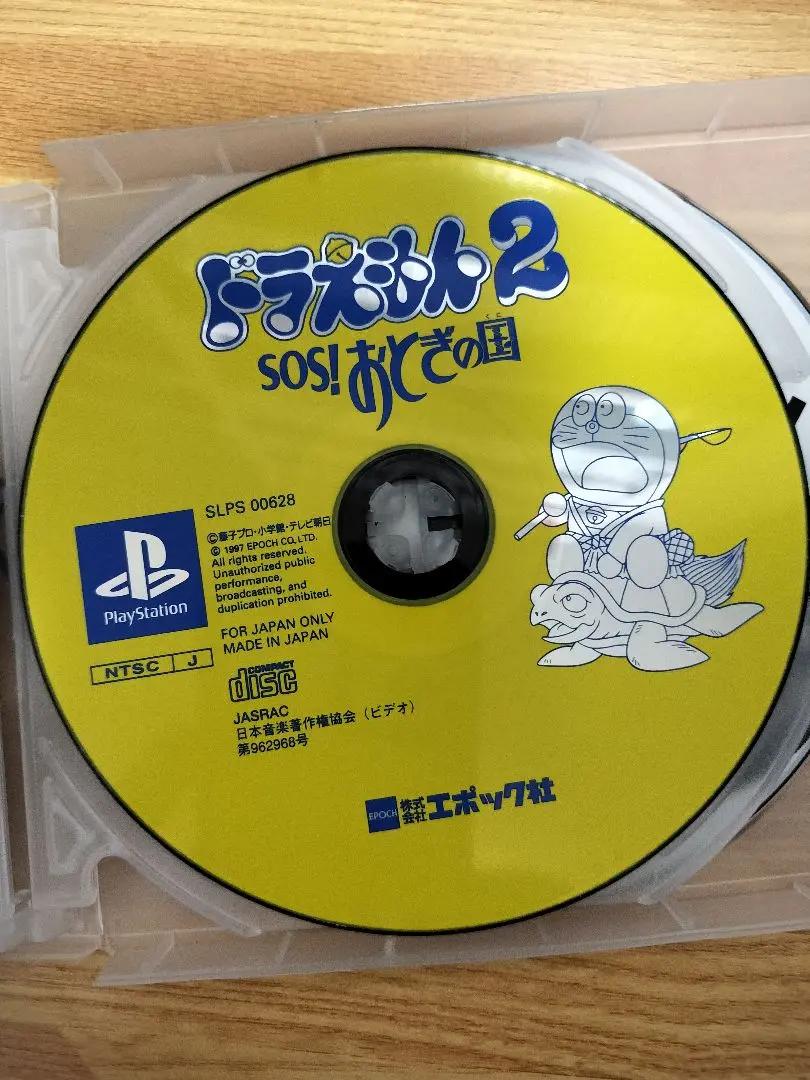 ドラえもん2
SOS!おとぎの国
くに
SLPS 00628
©藤子プロ・小学館・テレビ朝日
© 1997 EPOCH CO., LTD.
All rights reserved.
Unauthorized public
performance,
broadcasting, and
duplication prohibited.
PlayStation
FOR JAPAN ONLY
MADE IN JAPAN
NTSC J
COMPACT
disc
JASRAC
日本音楽著作権協会(ビデオ)
第962968号
EPOCH 株式会社エポック社